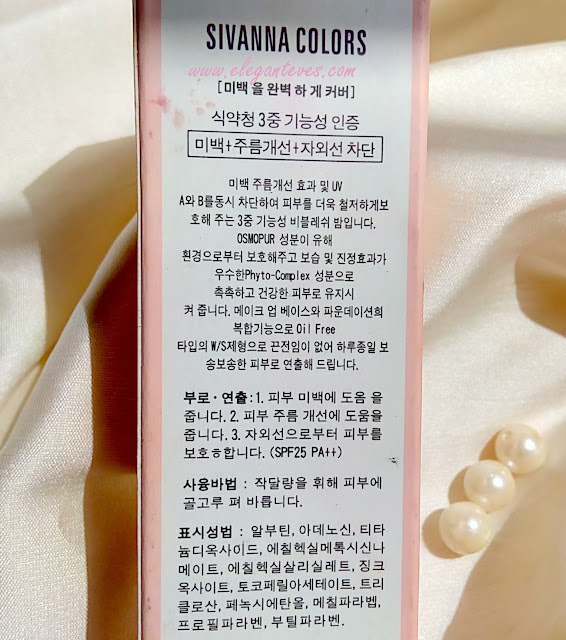 SIVANNA COLORS
www.eleganteves.com
[미백 을 완벽 하 게 커버]
식약청 3중 기능성 인증
미백+주름개선+자외선 차단
미백 주름개선 효과 및 UV
A와 B를동시 차단하여 피부를 더욱 철저하게보
호해 주는 3중 기능성 비블레쉬 밤입니다.
OSMOPUR 성분이 유해
환경으로부터 보호해주고 보습 및 진정효과가
우수한Phyto-Complex 성분으로
촉촉하고 건강한 피부로 유지시
켜 줍니다. 메이크 업 베이스와 파운데이션희
복합기능으로 Oil Free
타입의 W/S제형으로 끈전임이 없어 하루종일 보
송보송한 피부로 연출해 드립니다.
부로·연출:1. 피부 미백에 도옴 을
줍니다. 2. 피부 주름 개선에 도움을
줍니다. 3. 자외선으로부터 피부를
보호ㅎ합니다. (SPF25 PA++)
사용바법: 작달량을 휘해 피부에
골고루 펴 바릅니다.
표시성법 : 알부틴, 아데노신, 티타
늄디옥사이드, 에칠헥실메톡시신나
메이트, 에칠헥실살리실레트, 징크
옥사이트, 토코페릴아세테이트, 트리
클로산, 페녹시에탄올, 메칠파라벱,
프로필파라벤, 부틸파라벤.